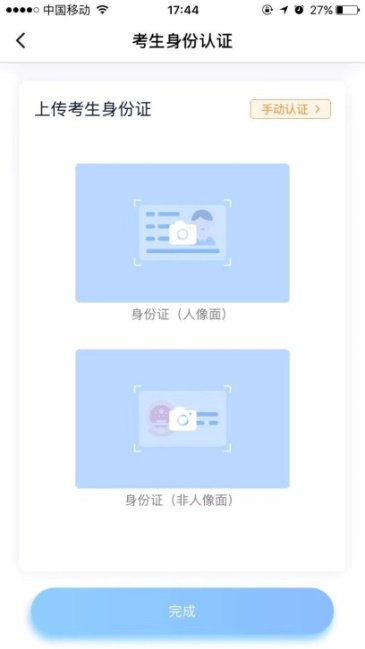 中国移动 17:44 27%
考生身份认证
上传考生身份证 手动认证 >
身份证（人像面）
身份证（非人像面）
完成